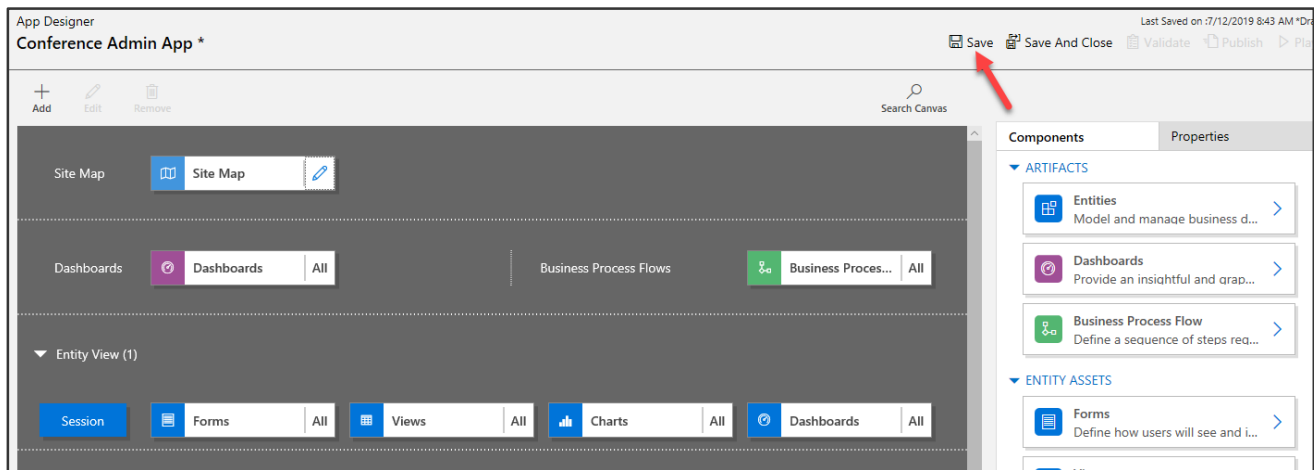 App Designer
Last Saved on :7/12/2019 8:43 AM *Dra
Conference Admin App *
Save
Save And Close
Validate
Publish
Pla
Add
Edit
Remove
Search Canvas
Components
Properties
Site Map
Site Map
ARTIFACTS
Entities
Model and manage business d...
Dashboards
Dashboards
All
Business Process Flows
Business Proces...
All
Dashboards
Provide an insightful and grap...
Business Process Flow
Define a sequence of steps req...
Entity View (1)
ENTITY ASSETS
Session
Forms
All
Views
All
Charts
All
Dashboards
All
Forms
Define how users will see and i...